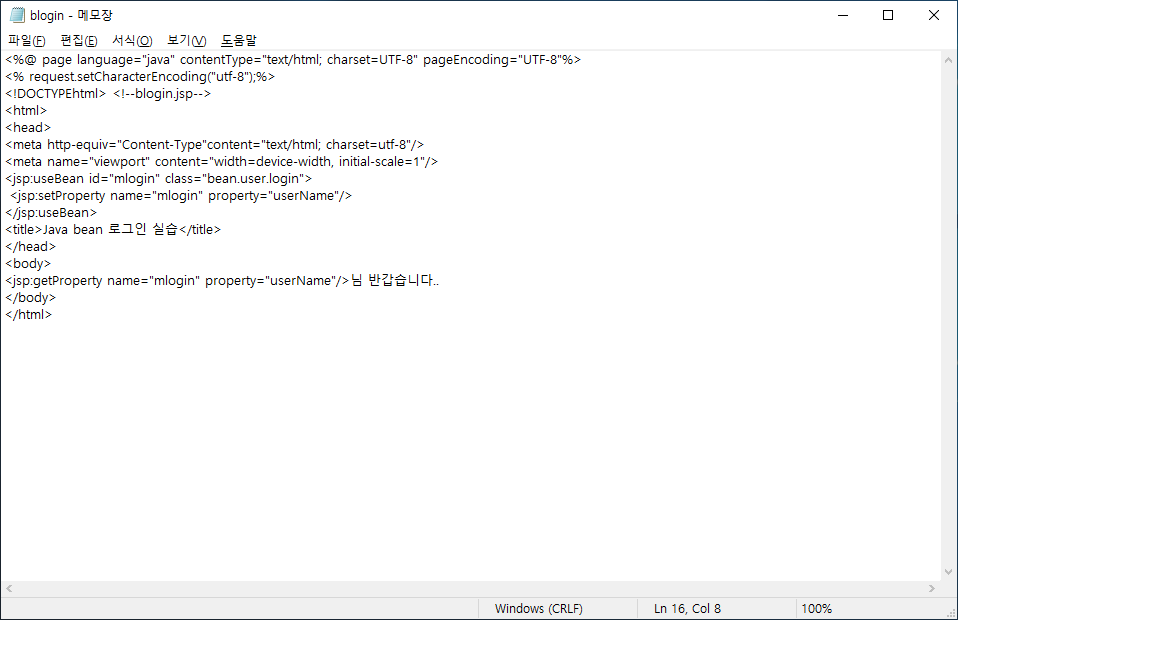 blogin - 메모장
파일(F) 편집(E) 서식(O) 보기(V) 도움말
<%@ page language="java" contentType="text/html; charset=UTF-8" pageEncoding="UTF-8"%>
<% request.setCharacterEncoding("utf-8");%>
<!DOCTYPEhtml> <!--blogin.jsp-->
<html>
<head>
<meta http-equiv="Content-Type"content="text/html; charset=utf-8"/>
<meta name="viewport" content="width=device-width, initial-scale=1"/>
<jsp:useBean id="mlogin" class="bean.user.login">
<jsp:setProperty name="mlogin" property="userName"/>
</jsp:useBean>
<title>Java bean 로그인 실습</title>
</head>
<body>
<jsp:getProperty name="mlogin" property="userName"/>님 반갑습니다..
</body>
</html>
Windows (CRLF) Ln 16, Col 8 100%